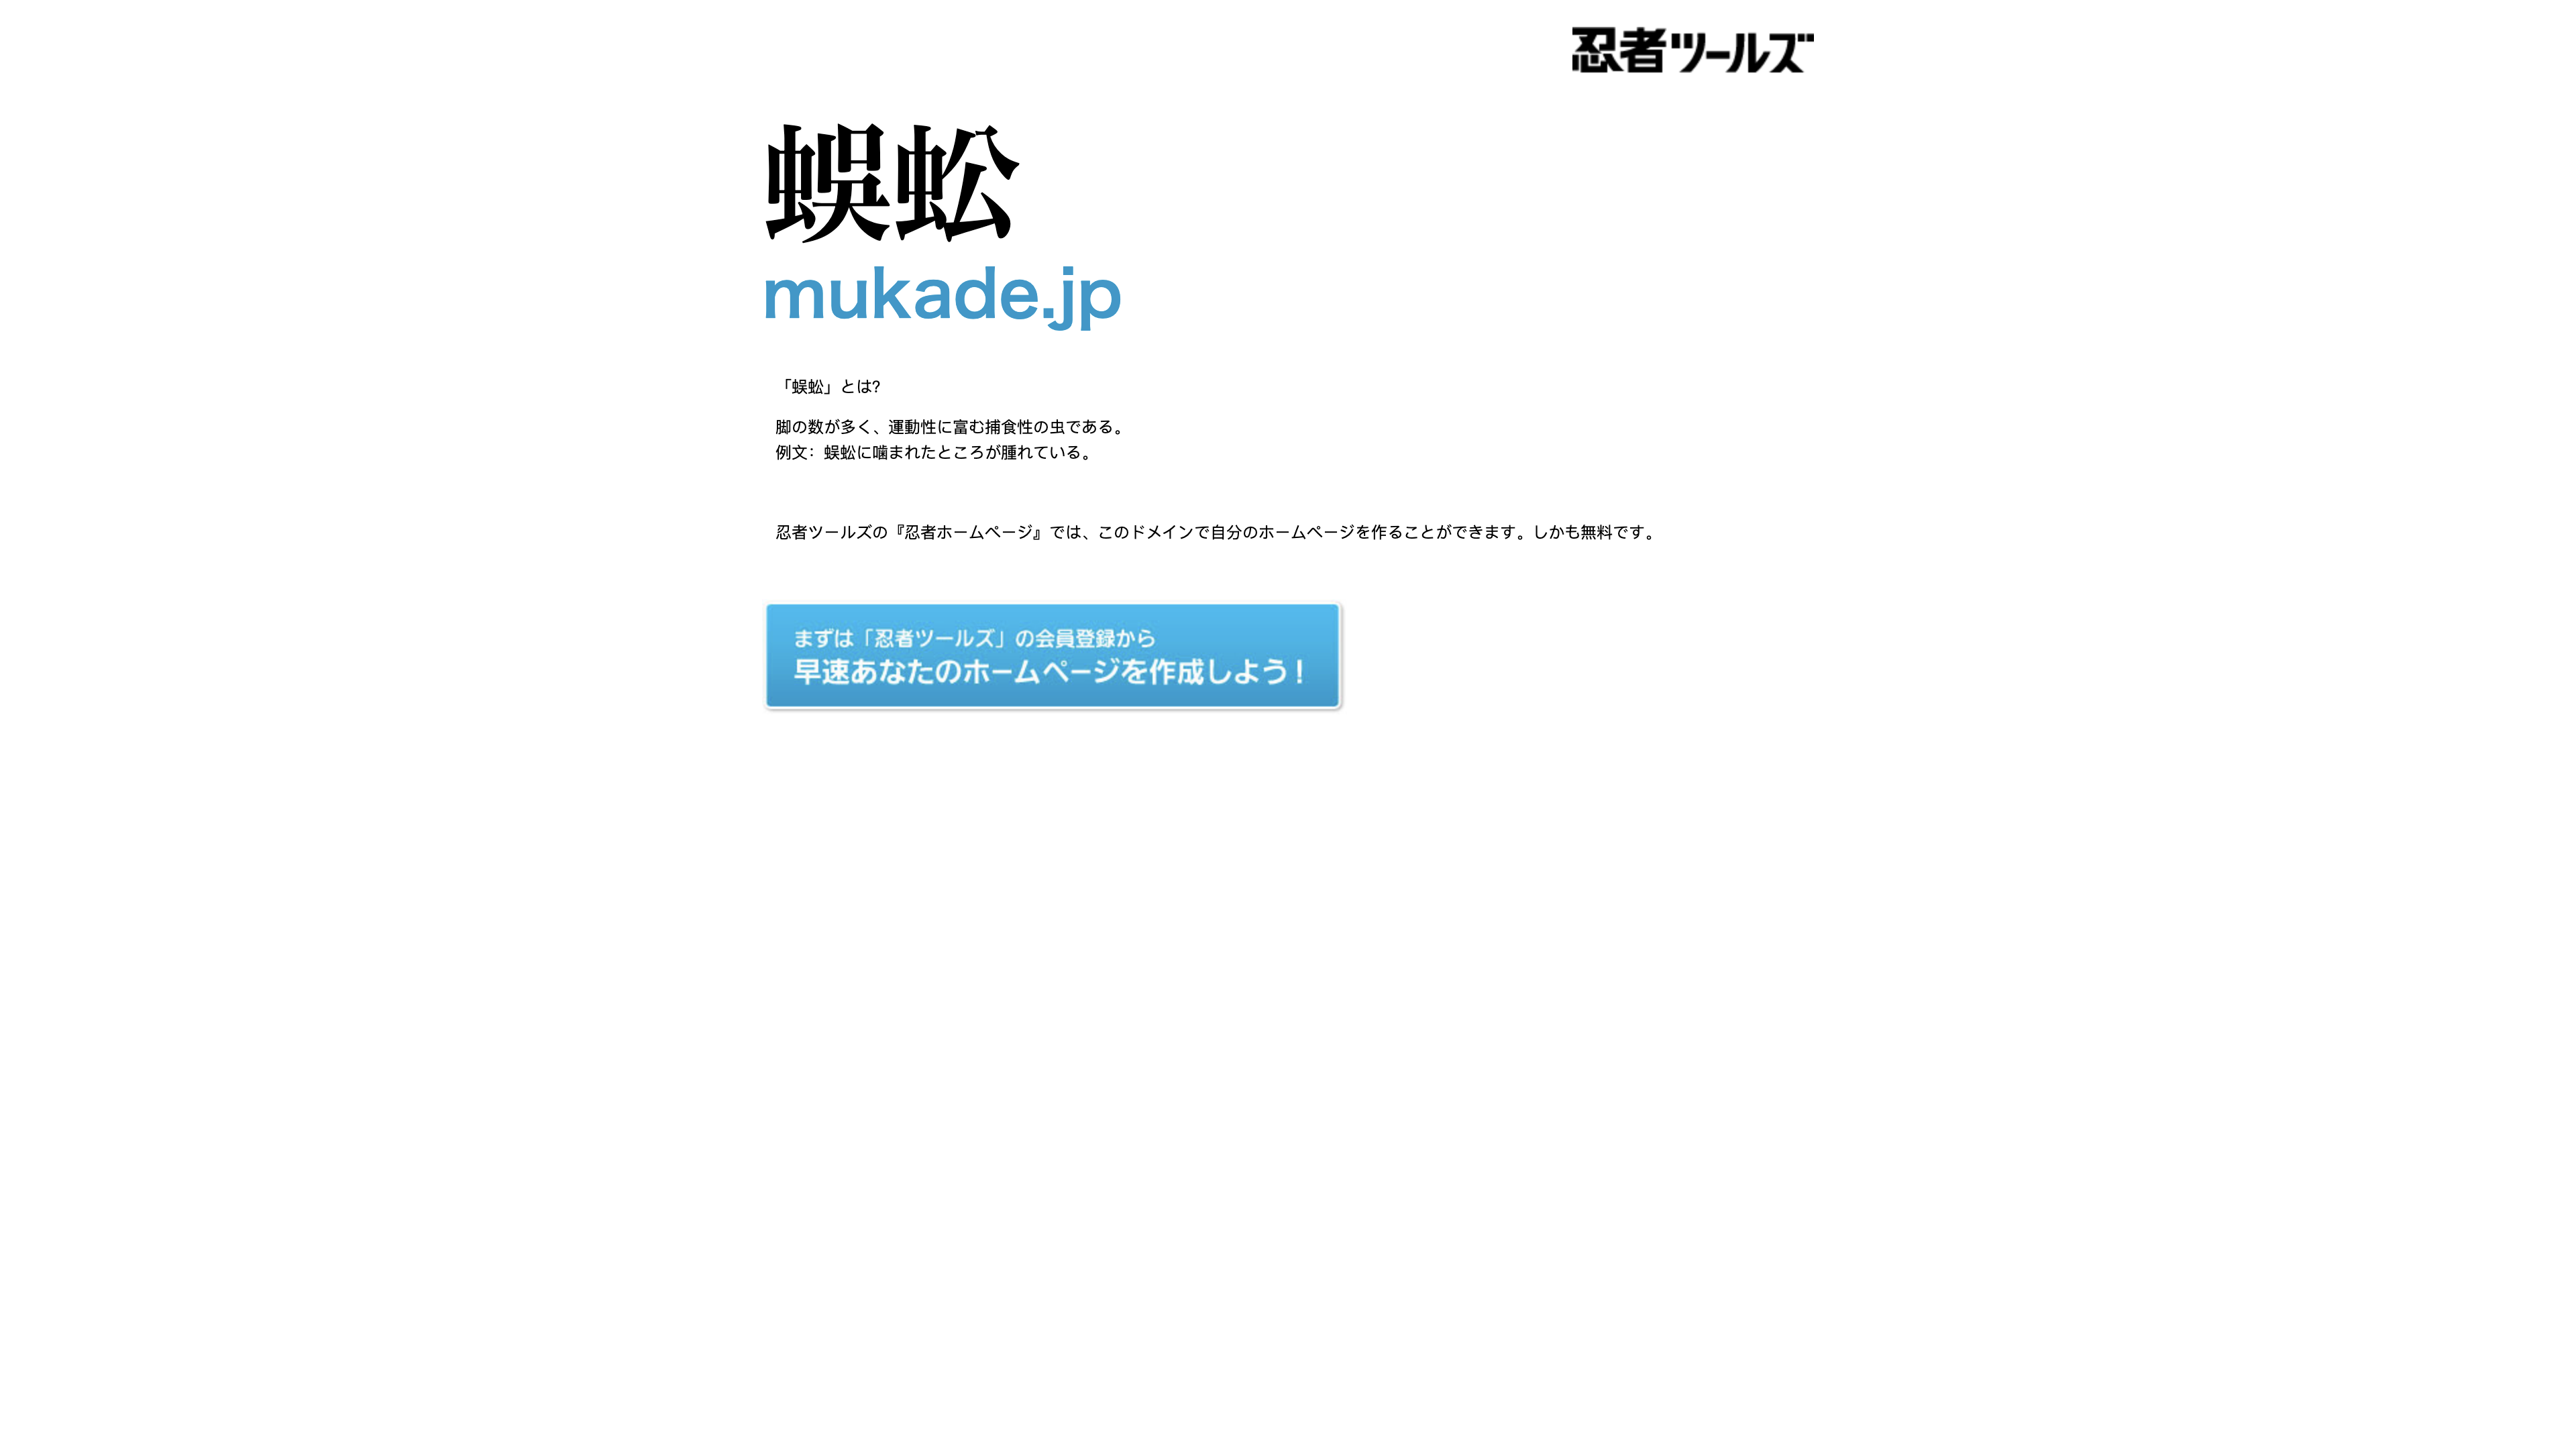 忍者ツールズ
蜈蚣
mukade.jp
「蜈蚣」とは?
脚の数が多く、運動性に富む捕食性の虫である。
例文：蜈蚣に噛まれたところが腫れている。
忍者ツールズの『忍者ホームページ』では、このドメインで自分のホームページを作ることができます。しかも無料です。
まずは「忍者ツールズ」の会員登録から
早速あなたのホームページを作成しよう！